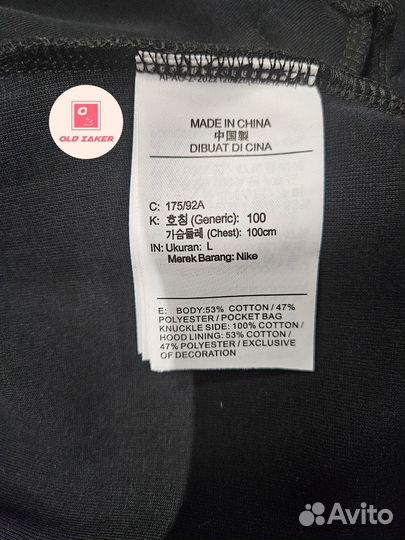 OLD ZAKER
MADE IN CHINA
中国製
DIBUAT DI CINA
C: 175/92A
K: 호칭 (Generic): 100
가슴둘레 (Chest): 100cm
IN: Ukuran: L
Merek Barang: Nike
E: BODY:53% COTTON / 47%
POLYESTER / POCKET BAG
KNUCKLE SIDE: 100% COTTON /
HOOD LINING: 53% COTTON /
47% POLYESTER / EXCLUSIVE
OF DECORATION
Avito